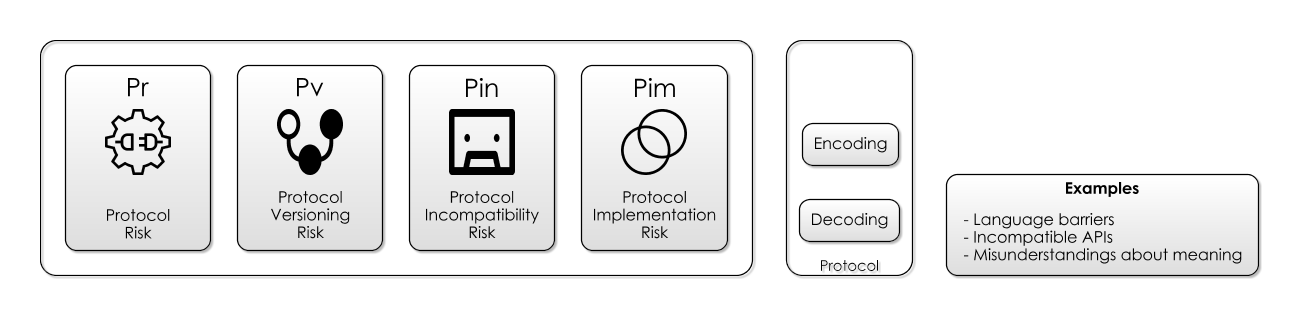 Pr
Protocol
Risk
Pv
Protocol
Versioning
Risk
Pin
Protocol
Incompatibility
Risk
Pim
Protocol
Implementation
Risk
Encoding
Decoding
Protocol
Examples
- Language barriers
- Incompatible APIs
- Misunderstandings about meaning